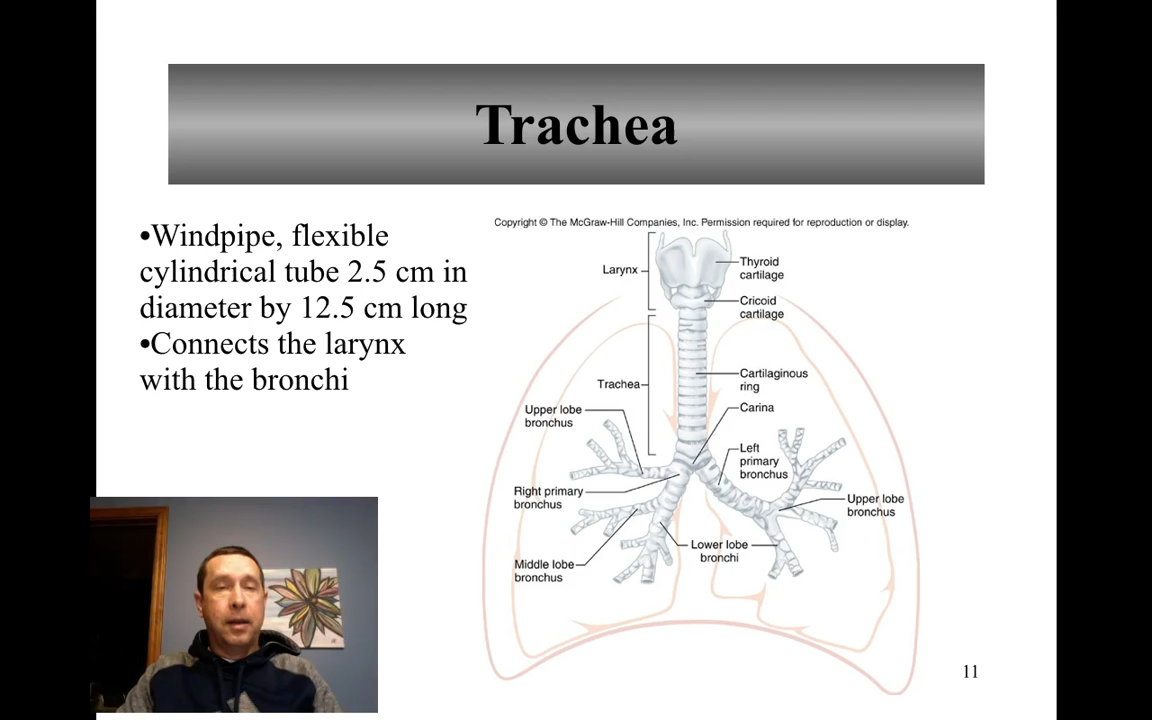 Trachea
•Windpipe, flexible
cylindrical tube 2.5 cm in
diameter by 12.5 cm long
•Connects the larynx
with the bronchi
Copyright © The McGraw-Hill Companies, Inc. Permission required for reproduction or display.
Larynx
Thyroid
cartilage
Cricoid
cartilage
Trachea
Cartilaginous
ring
Carina
Upper lobe
bronchus
Left
primary
bronchus
Right primary
bronchus
Upper lobe
bronchus
Lower lobe
bronchi
Middle lobe
bronchus
11